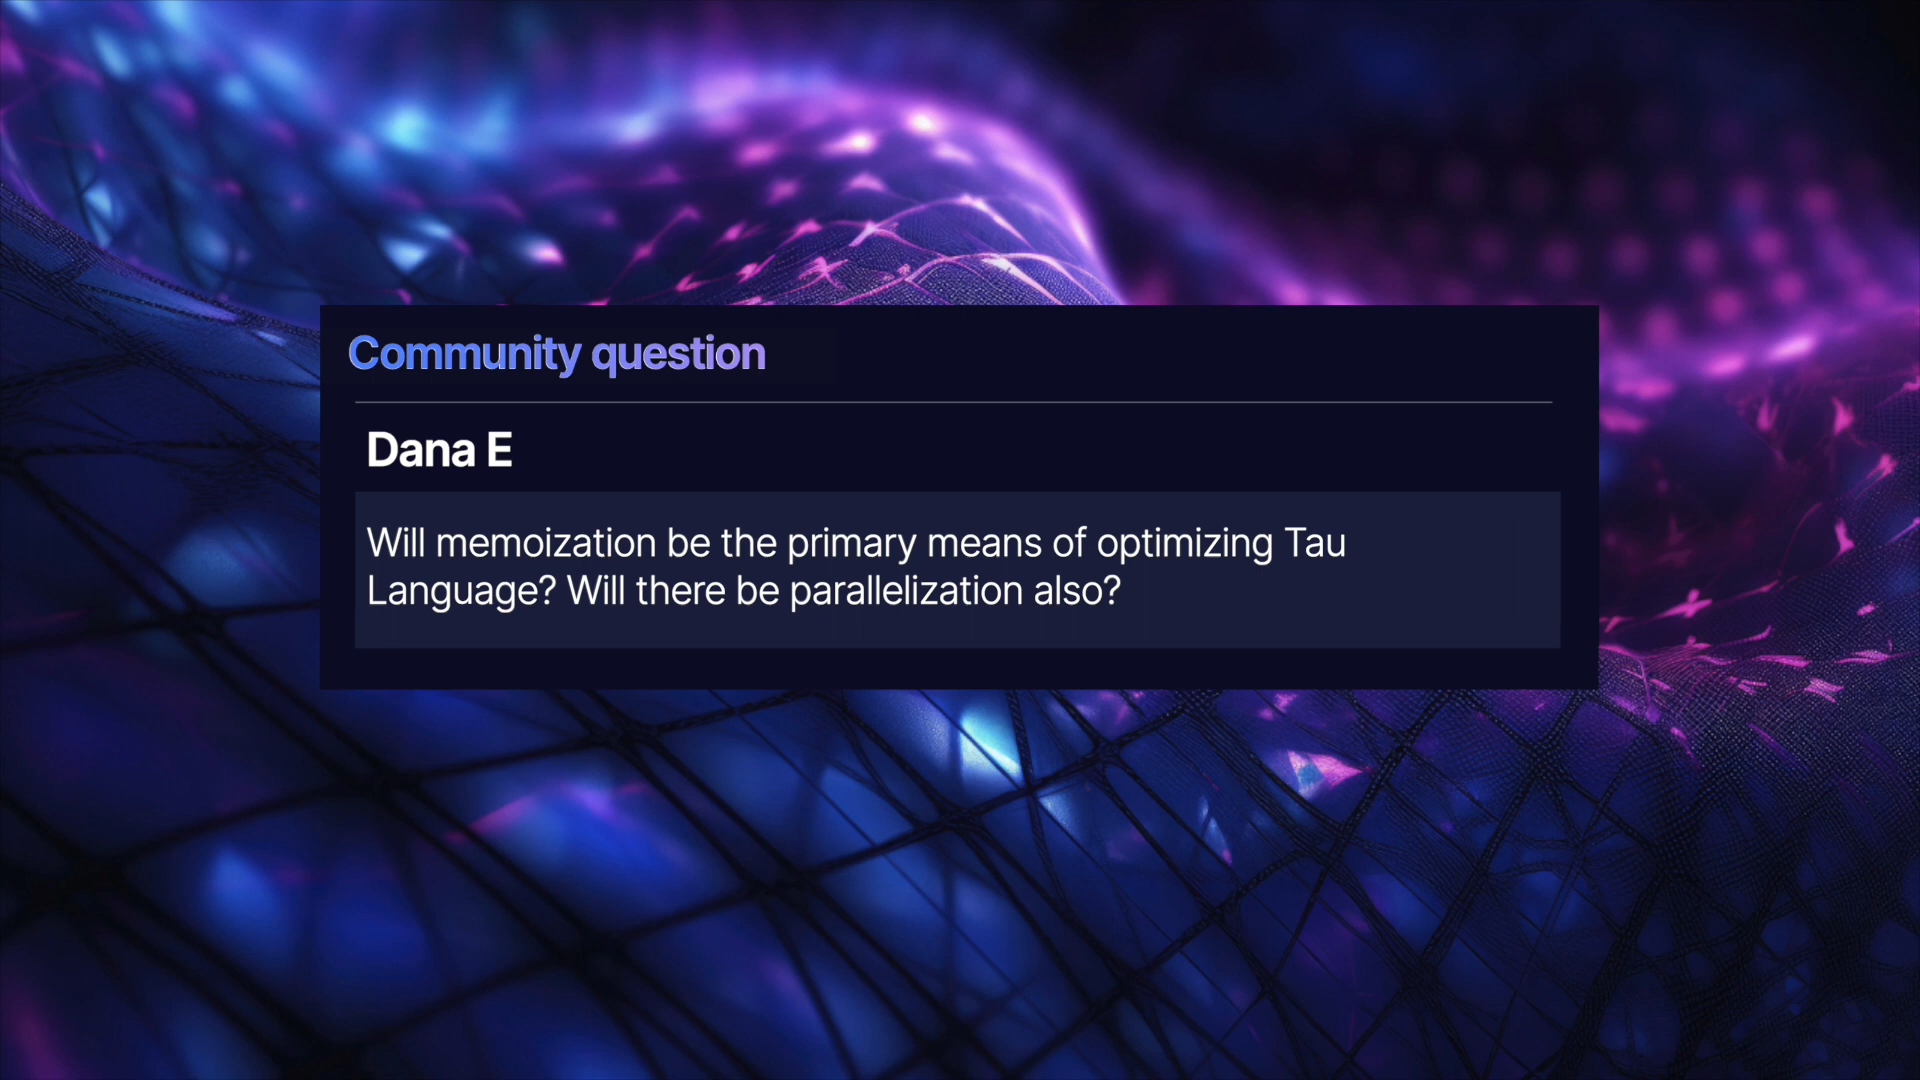 Community question
Dana E
Will memoization be the primary means of optimizing Tau
Language? Will there be parallelization also?